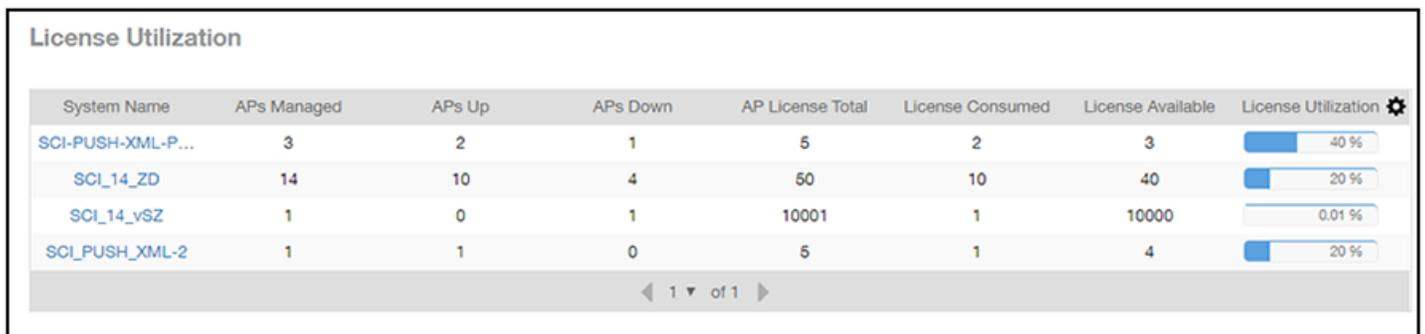 License Utilization
System Name APs Managed APs Up APs Down AP License Total License Consumed License Available License Utilization
SCI-PUSH-XML-P... 3 2 1 5 2 3 40 %
SCI_14_ZD 14 10 4 50 10 40 20 %
SCI_14_vSZ 1 0 1 10001 1 10000 0.01 %
SCI_PUSH_XML-2 1 1 0 5 1 4 20 %
1 of 1